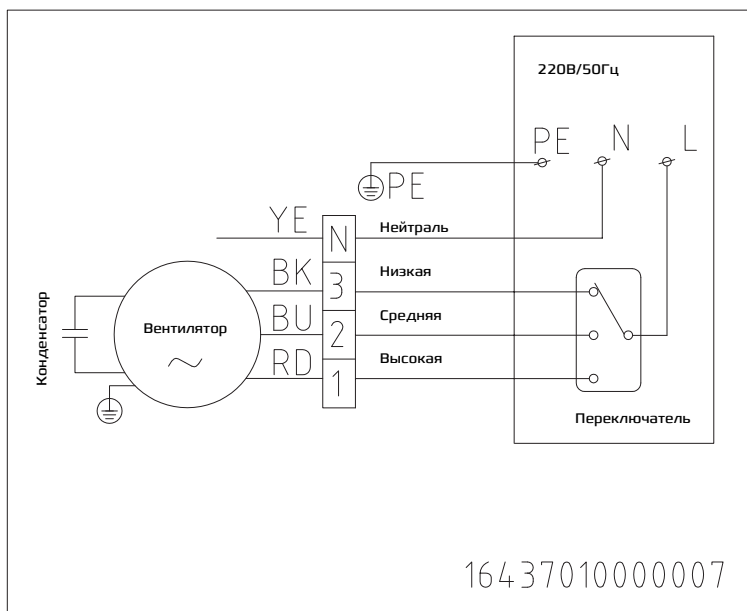 220В/50Гц
PE N L
PE
YE N Нейтраль
BK 3 Низкая
BU 2 Средняя
RD 1 Высокая
Конденсатор
Вентилятор
Переключатель
16437010000007